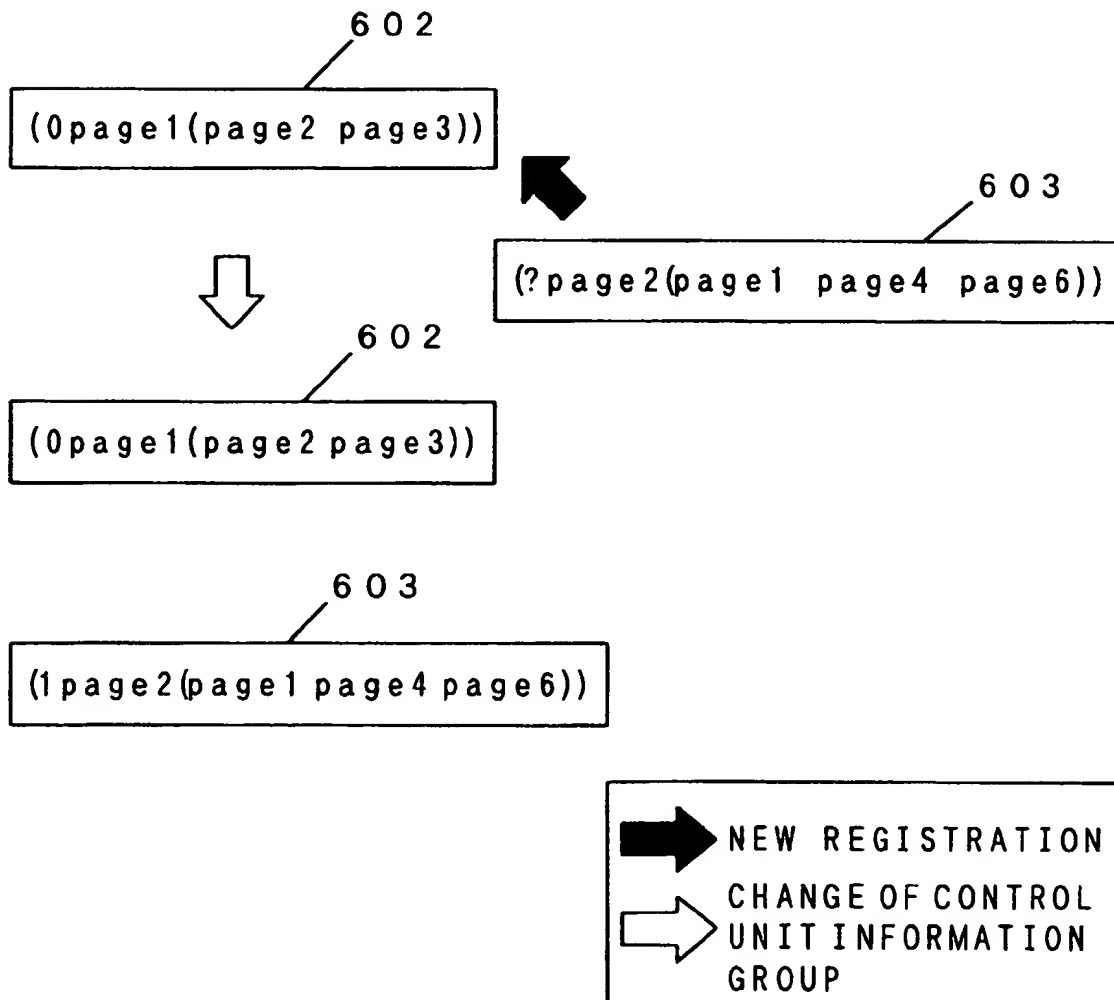 602
(0page1(page2 page3))
603
(?page2(page1 page4 page6))
602
(0page1(page2 page3))
603
(1page2(page1 page4 page6))
NEW REGISTRATION
CHANGE OF CONTROL
UNIT INFORMATION
GROUP